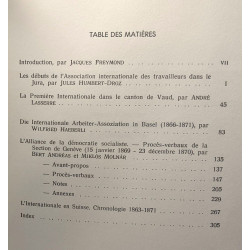 TABLE DES MATIÈRES
Introduction, par JACQUES FREYMOND VII
Les débuts de l'Association internationale des travailleurs dans le
Jura, par JULES HUMBERT-DROZ 1
La Première Internationale dans le canton de Vaud, par ANDRÉ
LASSERRE 45
Die Internationale Arbeiter-Association in Basel (1866-1871), par
WILFRIED HAEBERLI 83
L'Alliance de la démocratie socialiste. — Procès-verbaux de la
Section de Genève (15 janvier 1869 - 23 décembre 1870), par
BERT ANDRÉAS et MIKLOS MOLNÁR 135
— Avant-propos 137
— Procès-verbaux 153
— Notes
— Annexes
L'Internationale en Suisse. Chronologie 1863-1871
Index 305